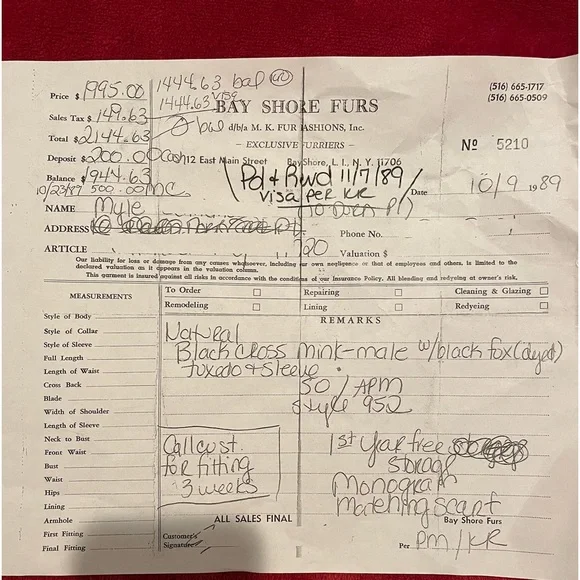 1444.63 bal
Price $ 1995.00
1444.63 VISA
(516) 665-1717
(516) 665-0509
Sales Tax $ 149.63
BAY SHORE FURS
Total $ 2144.63
0 bal d/b/a M. K. FUR FASHIONS, Inc.
— EXCLUSIVE FURRIERS —
Nº 5210
Deposit $ 200.00 Cash
12 East Main Street Bay Shore, L. I., N. Y. 11706
Balance $ 1944.63
Pd & Rcvd 11/7/89
Visa per KR
10/23/89 500.00 MC
Date 10/9 1989
NAME Myle
ADDRESS
Phone No.
ARTICLE
Valuation $
Our liability for loss or damage from any causes whatsoever, including our own negligence or that of employees and others, is limited to the
declared valuation as it appears in the valuation column.
This garment is insured against all risks in accordance with the conditions of our Insurance Policy. All blending and redyeing at owner's risk.
MEASUREMENTS
To Order
Repairing
Cleaning & Glazing
Remodeling
Lining
Redyeing
REMARKS
Style of Body
Style of Collar
Style of Sleeve
Full Length
Length of Waist
Cross Back
Blade
Width of Shoulder
Length of Sleeve
Neck to Bust
Front Waist
Bust
Waist
Hips
Lining
Armhole
First Fitting
Final Fitting
Natural
Black cross mink-male w/black fox (dyed)
tuxedo & sleeve
50 / APM
style 952
Call cust.
for fitting
3 weeks
1st year free
storage
Monogram
matching scarf
ALL SALES FINAL
Bay Shore Furs
Customer's
Signature
Per PM/KR